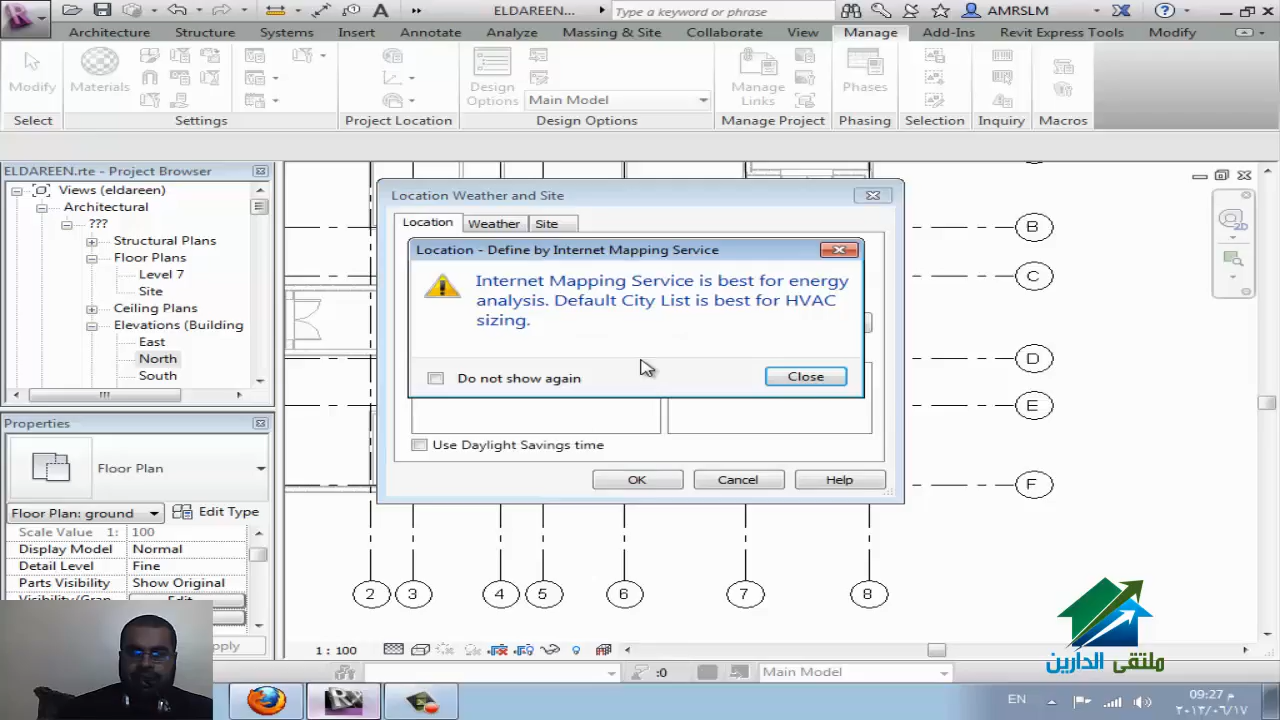 ELDAREEN...
Type a keyword or phrase
AMRSLM
Architecture Structure Systems Insert Annotate Analyze Massing & Site Collaborate View Manage Add-Ins Revit Express Tools Modify
Modify
Materials
Design Options
Main Model
Manage Links
Phases
Select Settings Project Location Design Options Manage Project Phasing Selection Inquiry Macros
ELDAREEN.rte - Project Browser
Views (eldareen)
Architectural
???
Structural Plans
Floor Plans
Level 7
Site
Ceiling Plans
Elevations (Building
East
North
South
Properties
Floor Plan
Floor Plan: ground
Edit Type
Scale Value 1: 100
Display Model Normal
Detail Level Fine
Parts Visibility Show Original
Location Weather and Site
Location Weather Site
Location - Define by Internet Mapping Service
Internet Mapping Service is best for energy
analysis. Default City List is best for HVAC
sizing.
Do not show again
Close
Use Daylight Savings time
OK Cancel Help
B
C
D
E
F
2 3 4 5 6 7 8
1 : 100
:0
Main Model
ملتقى الدارين
EN
09:27 م
٢٠١٣/٠٦/١٧